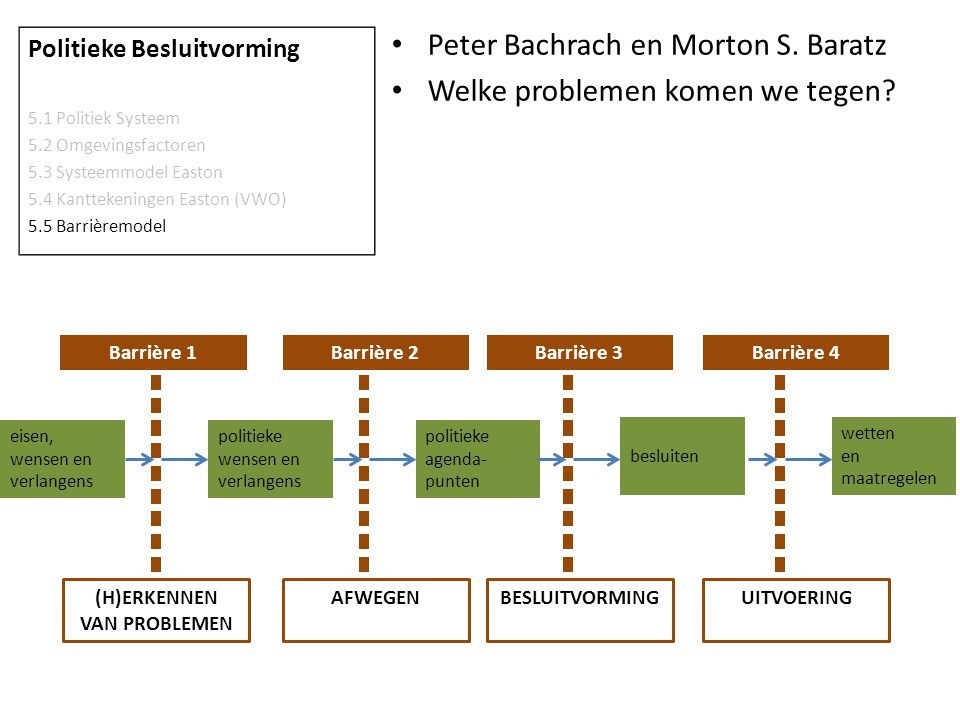 Politieke Besluitvorming
5.1 Politiek Systeem
5.2 Omgevingsfactoren
5.3 Systeemmodel Easton
5.4 Kanttekeningen Easton (VWO)
5.5 Barrièremodel
• Peter Bachrach en Morton S. Baratz
• Welke problemen komen we tegen?
Barrière 1
Barrière 2
Barrière 3
Barrière 4
eisen,
wensen en
verlangens
politieke
wensen en
verlangens
politieke
agenda-
punten
besluiten
wetten
en
maatregelen
(H)ERKENNEN
VAN PROBLEMEN
AFWEGEN
BESLUITVORMING
UITVOERING